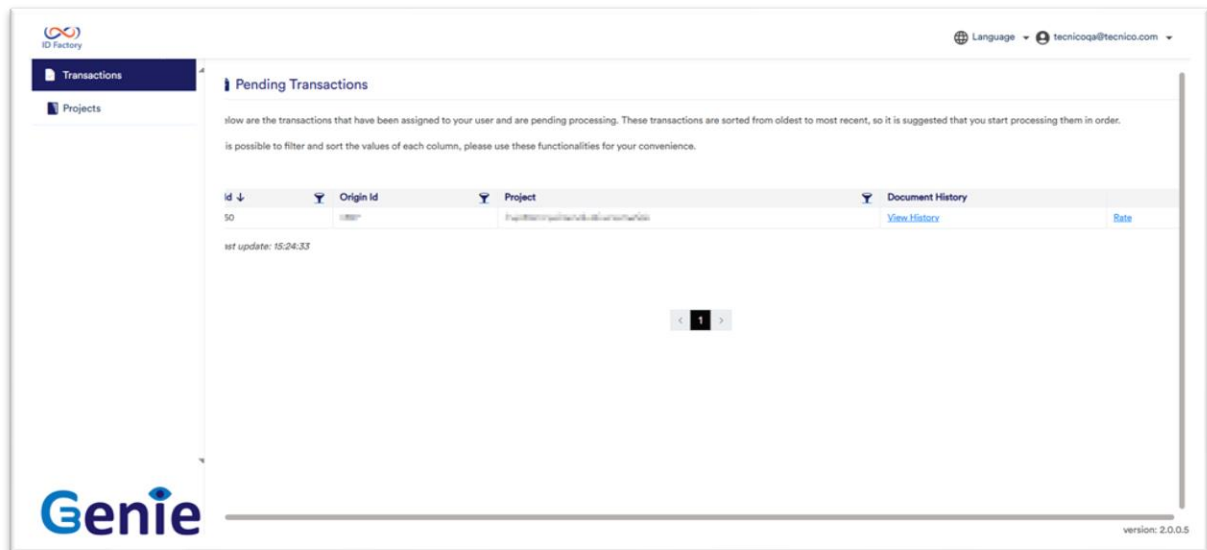 ID Factory
Language
tecnicoqa@tecnico.com
Transactions
Projects
Pending Transactions
elow are the transactions that have been assigned to your user and are pending processing. These transactions are sorted from oldest to most recent, so it is suggested that you start processing them in order.
is possible to filter and sort the values of each column, please use these functionalities for your convenience.
Id ↓ Origin Id Project Document History
50 View History Rate
ast update: 15:24:33
< 1 >
Genie
version: 2.0.0.5